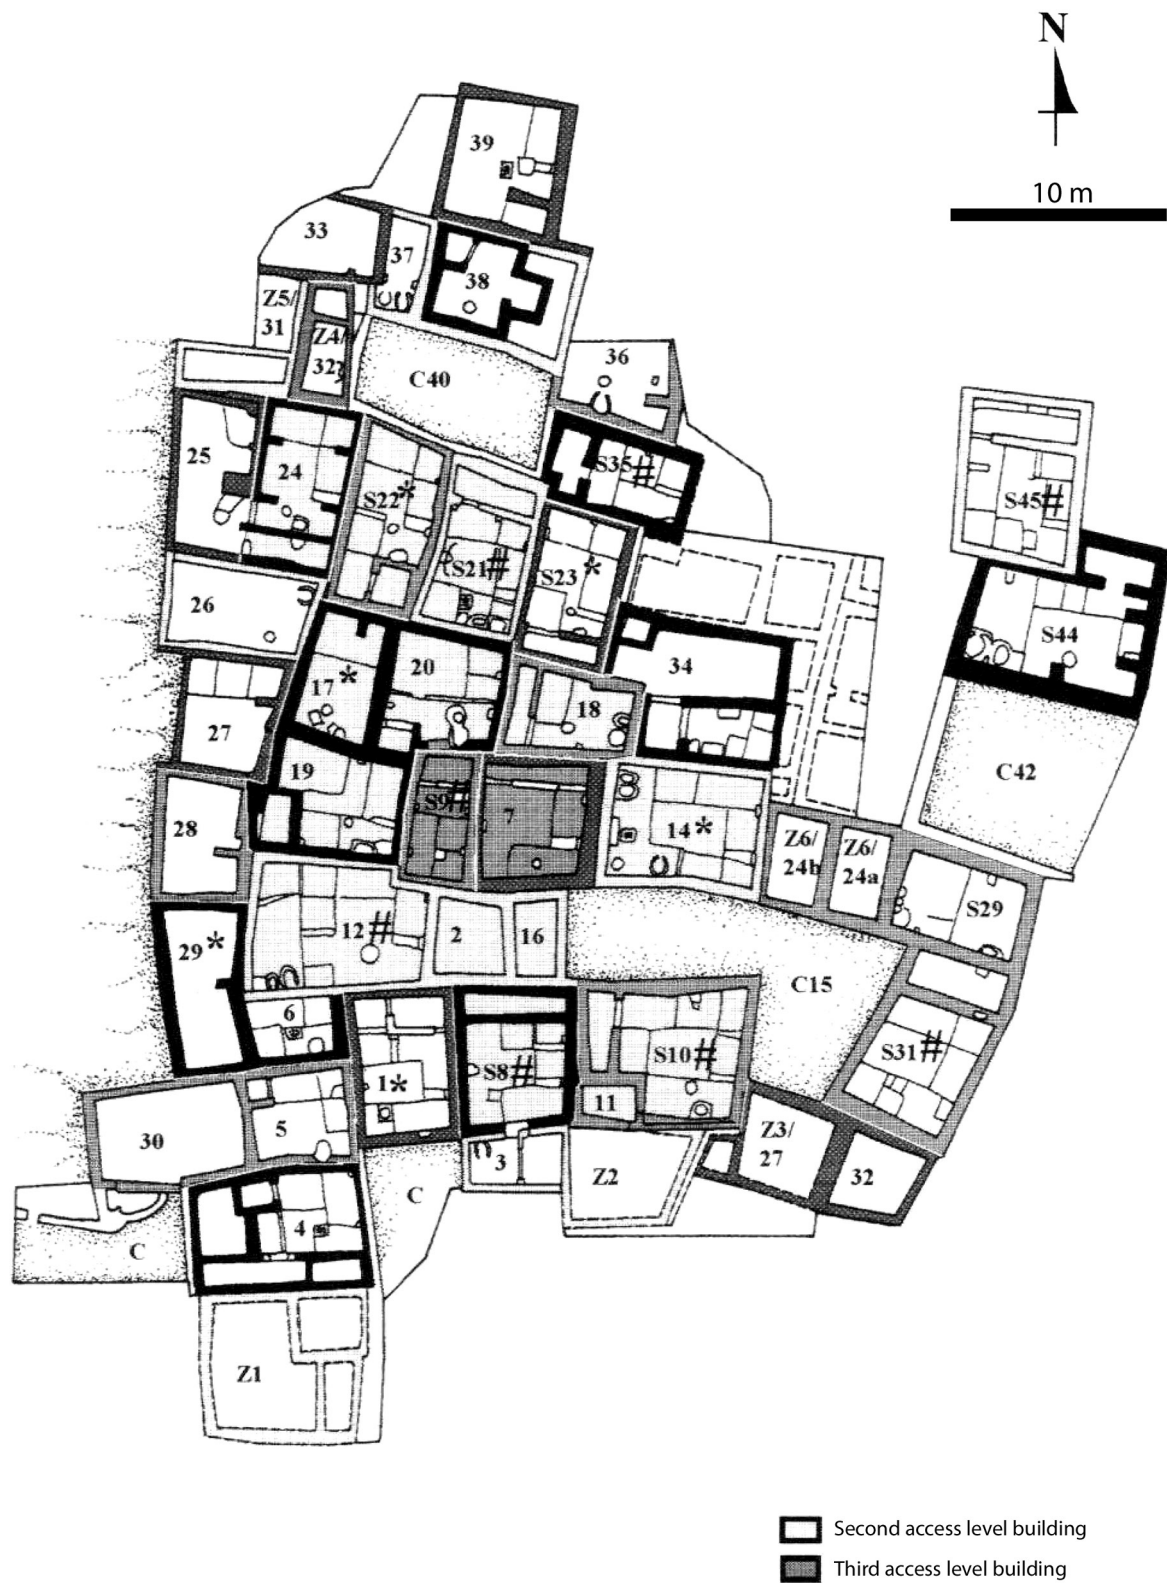 N
10 m
39
33
37
38
Z5/
31
Z4/
32
C40
36
25
24
S22*
S21#
S35#
S23*
S45#
26
S44
17*
20
34
27
18
19
C42
S9#
7
28
14*
Z6/
24b
Z6/
24a
S29
29*
12#
2
16
C15
6
S31#
1*
S8#
S10#
11
30
5
3
Z2
Z3/
27
32
C
4
C
Z1
Second access level building
Third access level building